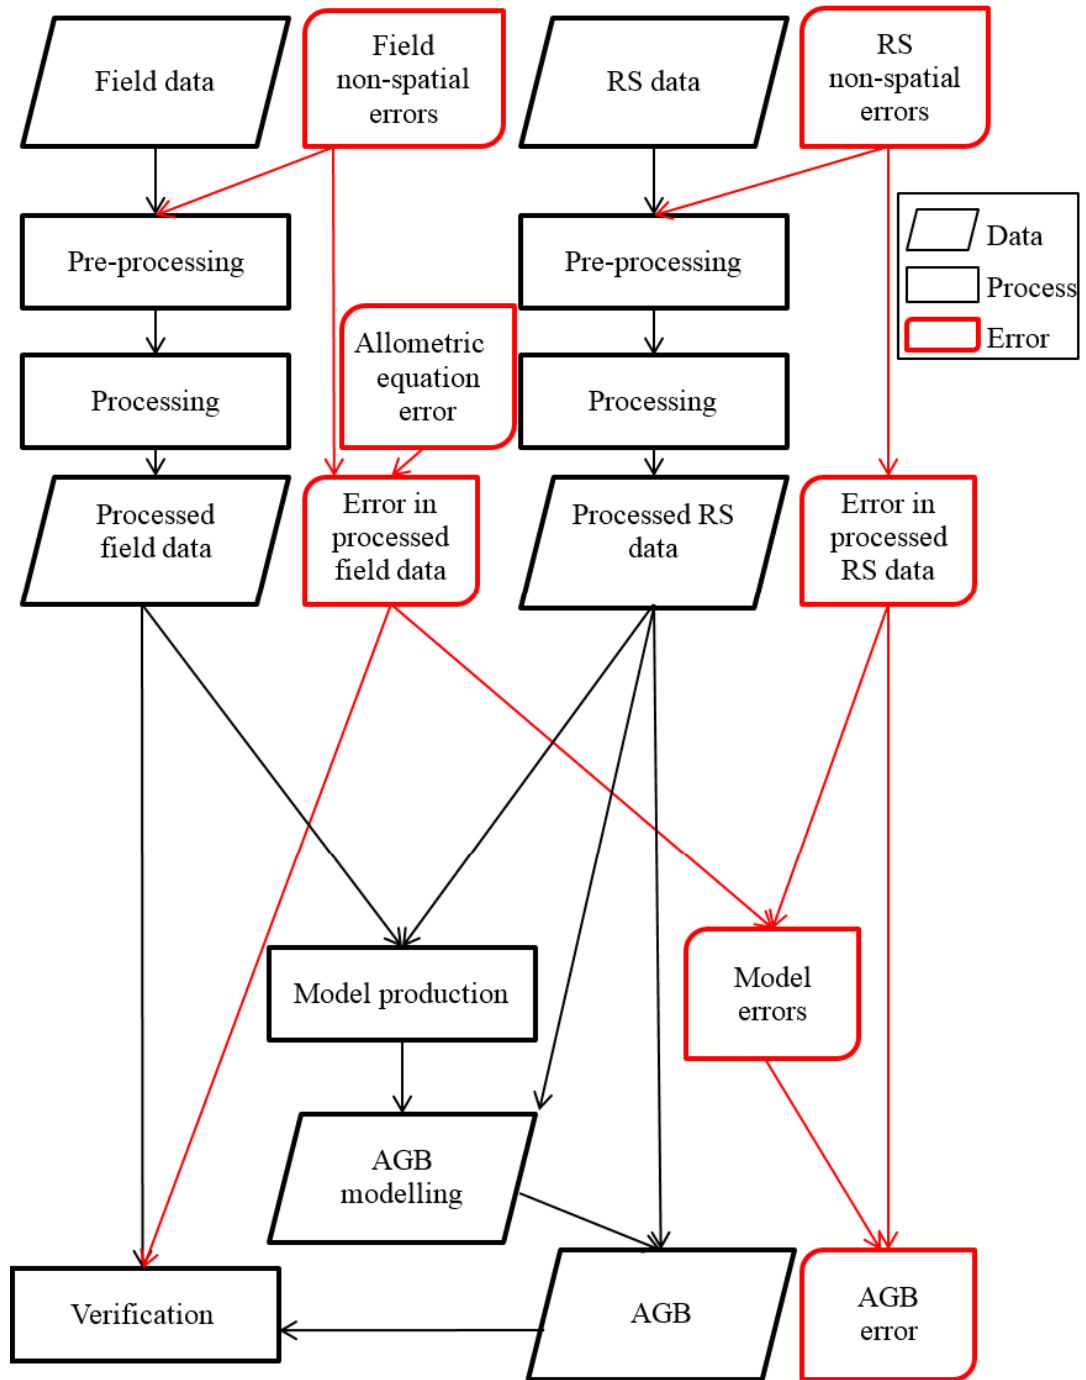 Field data
Field
non-spatial
errors
RS data
RS
non-spatial
errors
Data
Process
Error
Pre-processing
Pre-processing
Allometric
equation
error
Processing
Processing
Processed
field data
Error in
processed
field data
Processed RS
data
Error in
processed
RS data
Model production
Model
errors
AGB
modelling
Verification
AGB
AGB
error